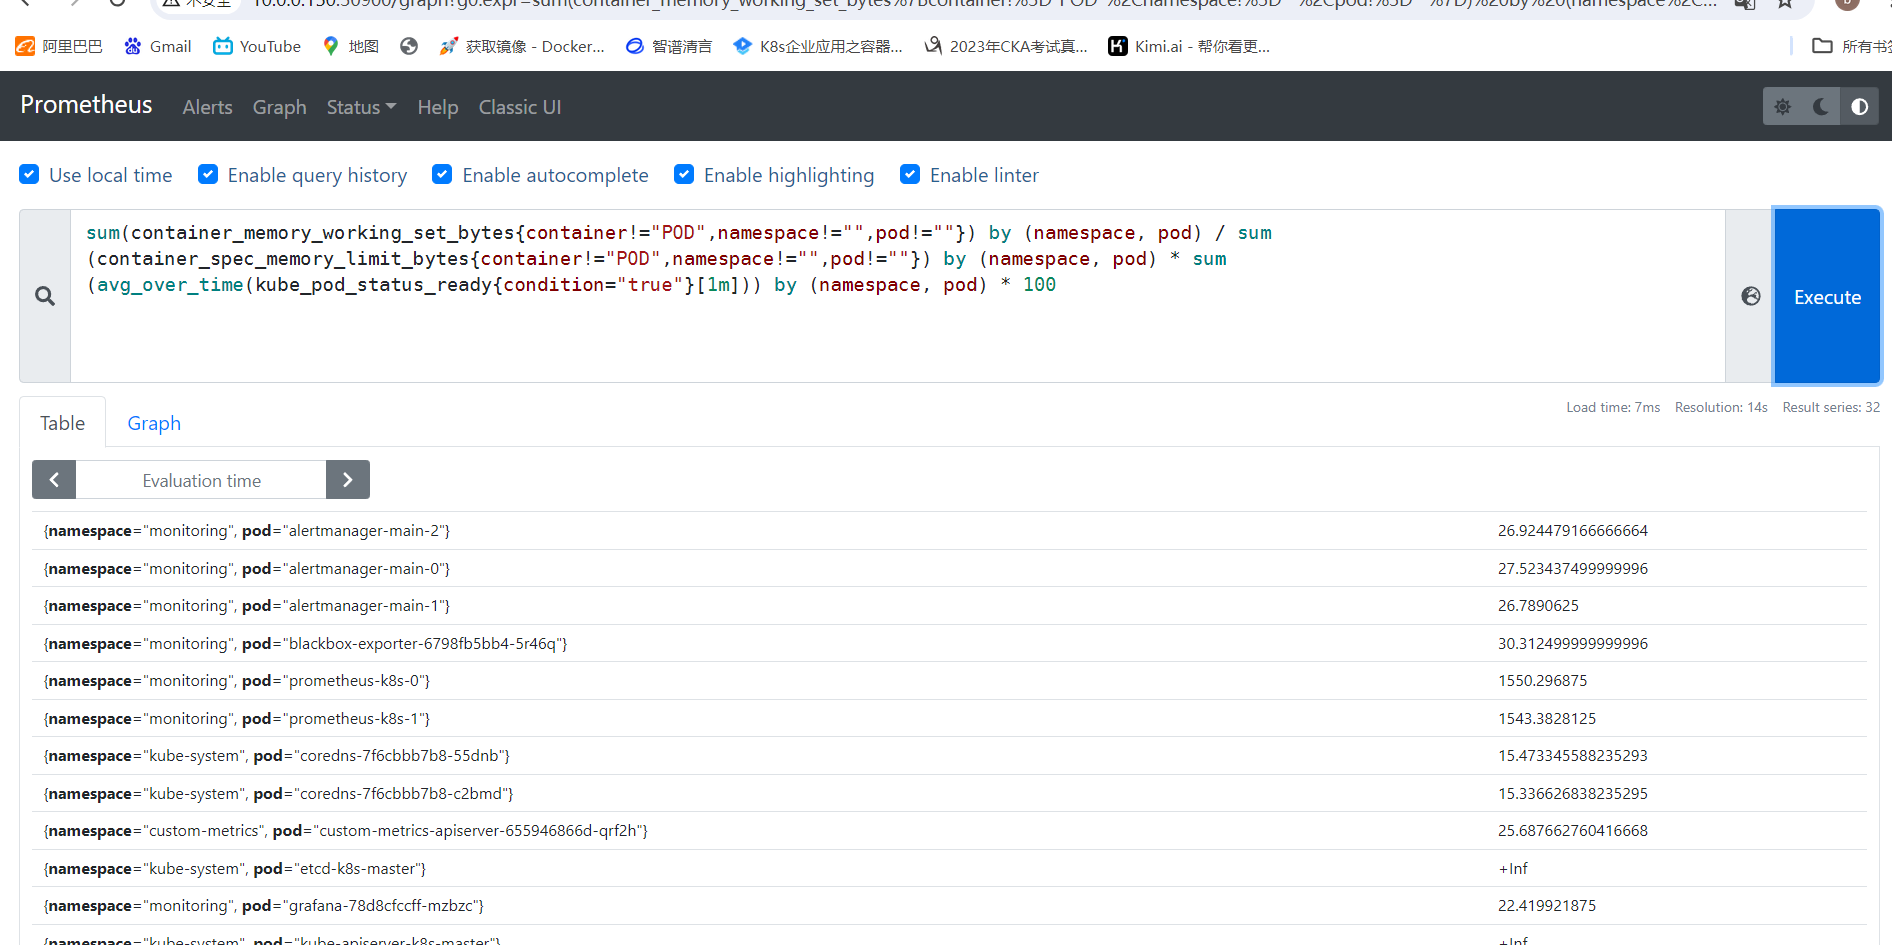 不安全 10.0.0.150:30900/graph?g0.expr=sum(container_memory_working_set_bytes%7Bcontainer!%3D"POD"%2Cnamespace!%3D""%2Cpod!%3D""%7D)%20by%20(namespace%2C...
阿里巴巴 Gmail YouTube 地图 获取镜像 - Docker... 智谱清言 K8s企业应用之容器... 2023年CKA考试真... Kimi.ai - 帮你看更... 所有书签
Prometheus Alerts Graph Status Help Classic UI
Use local time Enable query history Enable autocomplete Enable highlighting Enable linter
sum(container_memory_working_set_bytes{container!="POD",namespace!="",pod!=""}) by (namespace, pod) / sum
(container_spec_memory_limit_bytes{container!="POD",namespace!="",pod!=""}) by (namespace, pod) * sum
(avg_over_time(kube_pod_status_ready{condition="true"}[1m])) by (namespace, pod) * 100
Execute
Load time: 7ms Resolution: 14s Result series: 32
Table Graph
Evaluation time
{namespace="monitoring", pod="alertmanager-main-2"} 26.924479166666664
{namespace="monitoring", pod="alertmanager-main-0"} 27.523437499999996
{namespace="monitoring", pod="alertmanager-main-1"} 26.7890625
{namespace="monitoring", pod="blackbox-exporter-6798fb5bb4-5r46q"} 30.312499999999996
{namespace="monitoring", pod="prometheus-k8s-0"} 1550.296875
{namespace="monitoring", pod="prometheus-k8s-1"} 1543.3828125
{namespace="kube-system", pod="coredns-7f6cbbb7b8-55dnb"} 15.473345588235293
{namespace="kube-system", pod="coredns-7f6cbbb7b8-c2bmd"} 15.336626838235295
{namespace="custom-metrics", pod="custom-metrics-apiserver-655946866d-qrf2h"} 25.687662760416668
{namespace="kube-system", pod="etcd-k8s-master"} +Inf
{namespace="monitoring", pod="grafana-78d8cfccff-mzbzc"} 22.419921875
{namespace="kube-system", pod="kube-apiserver-k8s-master"} +Inf